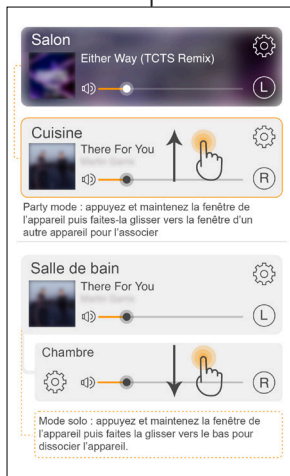 Salon
Either Way (TCTS Remix)
L
Cuisine
There For You
R
Party mode : appuyez et maintenez la fenêtre de
l'appareil puis faites-la glisser vers la fenêtre d'un
autre appareil pour l'associer
Salle de bain
There For You
L
Chambre
R
Mode solo : appuyez et maintenez la fenêtre de
l'appareil puis faites la glisser vers le bas pour
dissocier l'appareil.